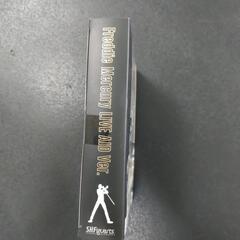 Freddie Mercury LIVE AID Ver.
S.H.Figuarts